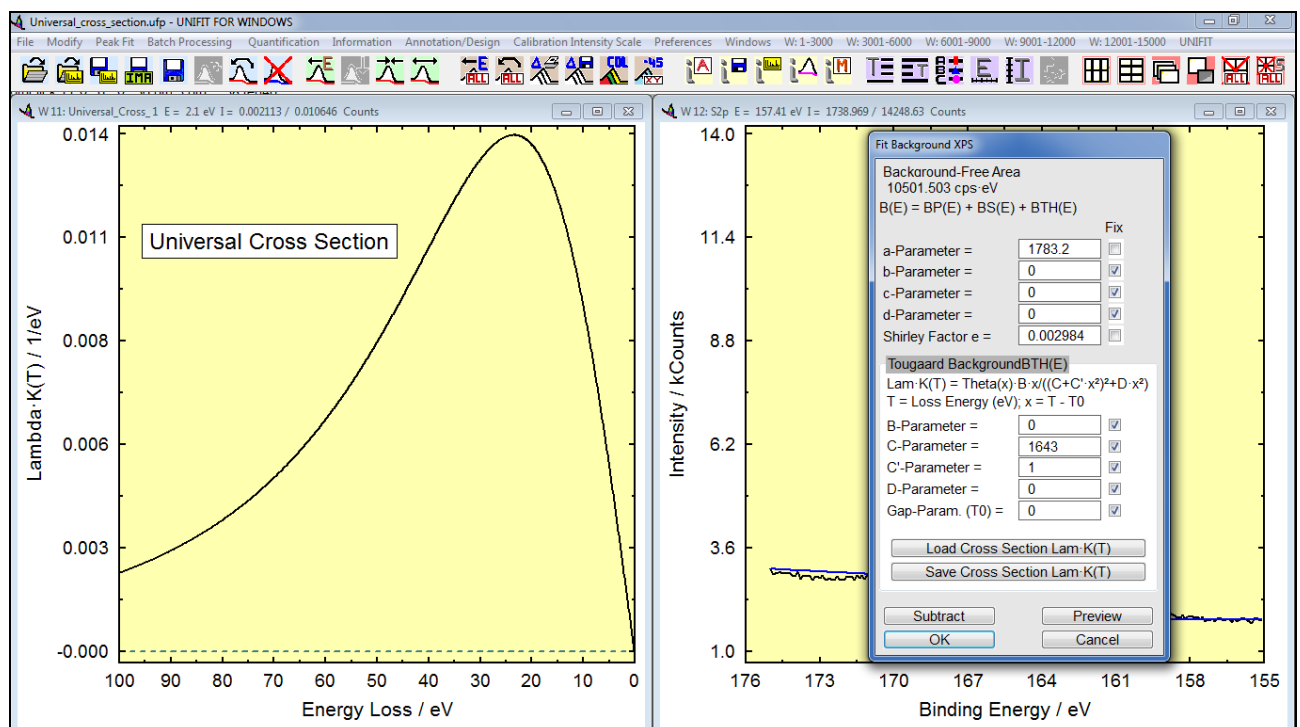 Universal_cross_section.ufp - UNIFIT FOR WINDOWS
File Modify Peak Fit Batch Processing Quantification Information Annotation/Design Calibration Intensity Scale Preferences Windows W: 1-3000 W: 3001-6000 W: 6001-9000 W: 9001-12000 W: 12001-15000 UNIFIT
IMA E E ALL ALL COL -45 XY i A i i i i M E ALL ALL
W 11: Universal_Cross_1 E = 2.1 eV I = 0.002113 / 0.010646 Counts
0.014
0.011
0.008
0.006
0.003
-0.000
Lambda·K(T) / 1/eV
Universal Cross Section
100 90 80 70 60 50 40 30 20 10 0
Energy Loss / eV
W 12: S2p E = 157.41 eV I = 1738.969 / 14248.63 Counts
14.0
11.4
8.8
6.2
3.6
1.0
Intensity / kCounts
176 173 170 167 164 161 158 155
Binding Energy / eV
Fit Background XPS
Background-Free Area
10501.503 cps·eV
B(E) = BP(E) + BS(E) + BTH(E)
Fix
a-Parameter = 1783.2
b-Parameter = 0
c-Parameter = 0
d-Parameter = 0
Shirley Factor e = 0.002984
Tougaard BackgroundBTH(E)
Lam·K(T) = Theta(x)·B·x/((C+C'·x²)²+D·x²)
T = Loss Energy (eV); x = T - T0
B-Parameter = 0
C-Parameter = 1643
C'-Parameter = 1
D-Parameter = 0
Gap-Param. (T0) = 0
Load Cross Section Lam·K(T)
Save Cross Section Lam·K(T)
Subtract Preview
OK Cancel